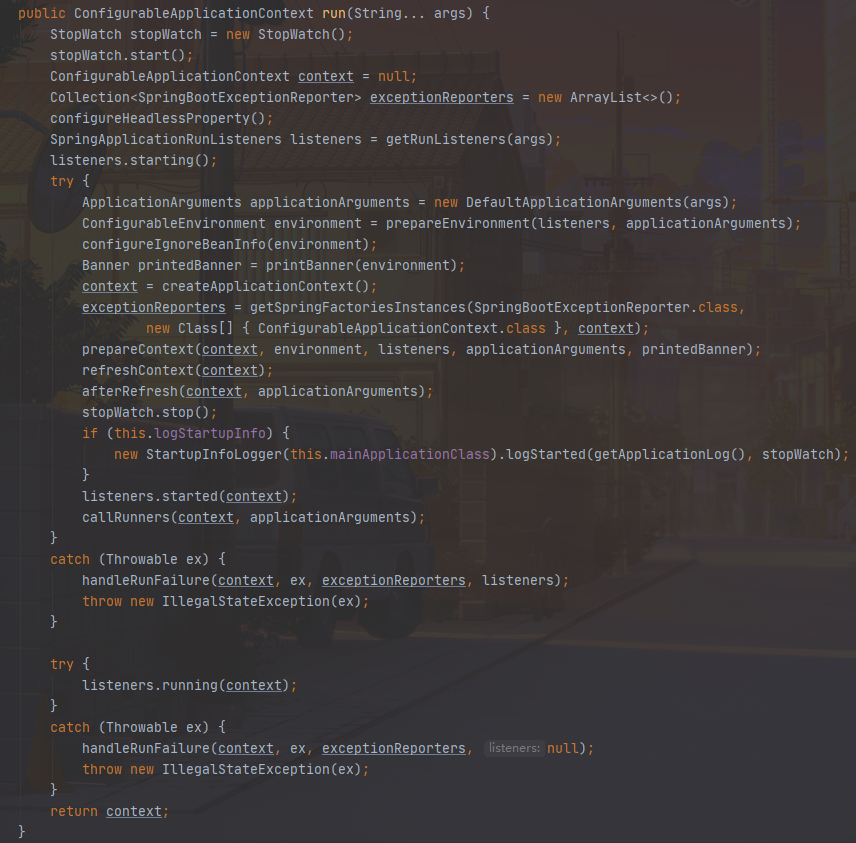 public ConfigurableApplicationContext run(String... args) {
    StopWatch stopWatch = new StopWatch();
    stopWatch.start();
    ConfigurableApplicationContext context = null;
    Collection<SpringBootExceptionReporter> exceptionReporters = new ArrayList<>();
    configureHeadlessProperty();
    SpringApplicationRunListeners listeners = getRunListeners(args);
    listeners.starting();
    try {
        ApplicationArguments applicationArguments = new DefaultApplicationArguments(args);
        ConfigurableEnvironment environment = prepareEnvironment(listeners, applicationArguments);
        configureIgnoreBeanInfo(environment);
        Banner printedBanner = printBanner(environment);
        context = createApplicationContext();
        exceptionReporters = getSpringFactoriesInstances(SpringBootExceptionReporter.class,
                new Class[] { ConfigurableApplicationContext.class }, context);
        prepareContext(context, environment, listeners, applicationArguments, printedBanner);
        refreshContext(context);
        afterRefresh(context, applicationArguments);
        stopWatch.stop();
        if (this.logStartupInfo) {
            new StartupInfoLogger(this.mainApplicationClass).logStarted(getApplicationLog(), stopWatch);
        }
        listeners.started(context);
        callRunners(context, applicationArguments);
    }
    catch (Throwable ex) {
        handleRunFailure(context, ex, exceptionReporters, listeners);
        throw new IllegalStateException(ex);
    }

    try {
        listeners.running(context);
    }
    catch (Throwable ex) {
        handleRunFailure(context, ex, exceptionReporters, listeners: null);
        throw new IllegalStateException(ex);
    }
    return context;
}